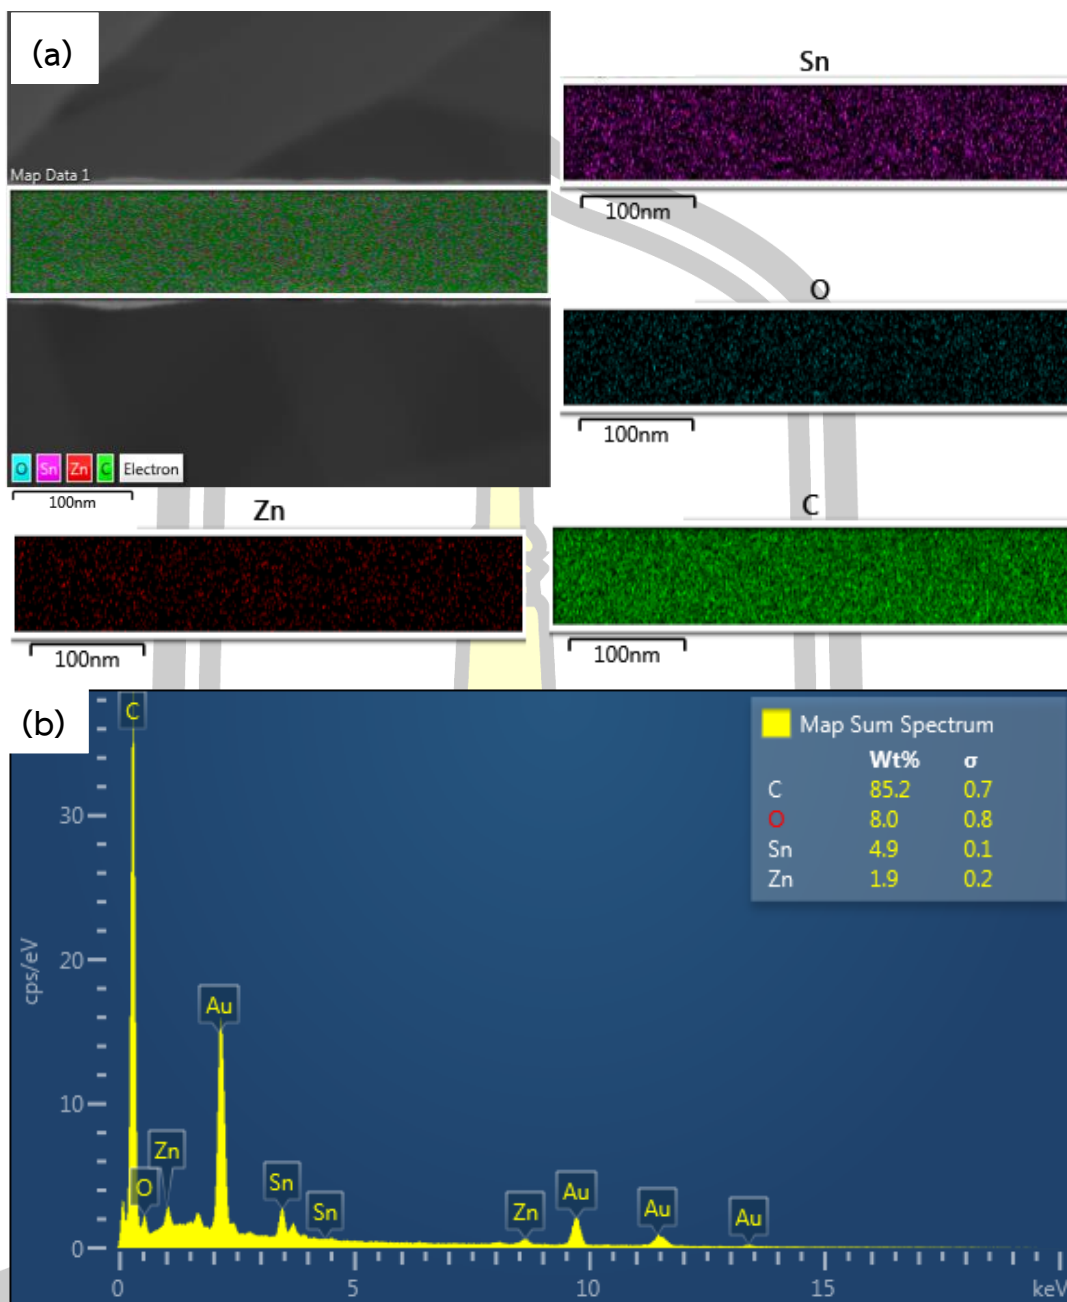 (a)
Map Data 1
O Sn Zn C Electron
100nm
Sn
100nm
O
100nm
Zn
100nm
C
100nm
(b)
cps/eV
30
20
10
0
C
O
Zn
Au
Sn
Sn
Zn
Au
Au
Au
0 5 10 15 keV
Map Sum Spectrum
Wt% σ
C 85.2 0.7
O 8.0 0.8
Sn 4.9 0.1
Zn 1.9 0.2